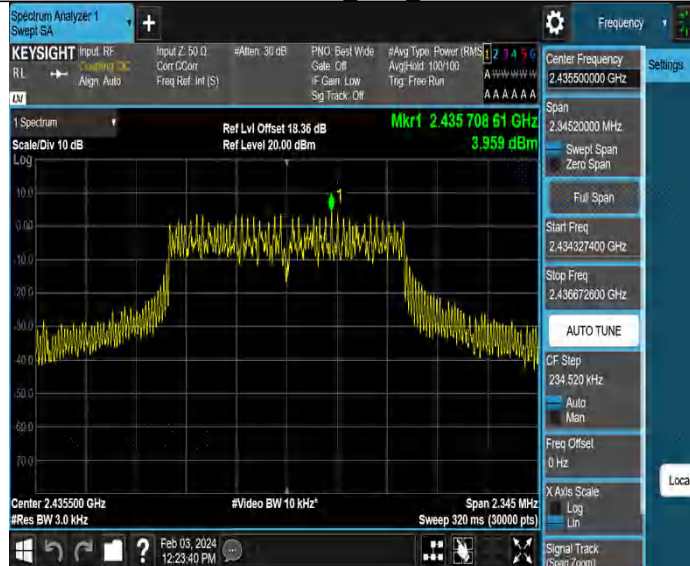 Spectrum Analyzer 1
Swept SA
+
Frequency
KEYSIGHT Input: RF
RL Coupling: DC
Align: Auto
LXI
Input Z: 50 Ω
Corr CCorr
Freq Ref: Int (S)
#Atten: 30 dB
PNO: Best Wide
Gate: Off
IF Gain: Low
Sig Track: Off
#Avg Type: Power (RMS
Avg|Hold: 100/100
Trig: Free Run
1 2 3 4 5 6
A W W W W W
A A A A A A
1 Spectrum
Scale/Div 10 dB
Ref Lvl Offset 18.36 dB
Ref Level 20.00 dBm
Mkr1 2.435 708 61 GHz
3.959 dBm
Log
10.0
0.00
-10.0
-20.0
-30.0
-40.0
-50.0
-60.0
-70.0
1
Center 2.435500 GHz
#Res BW 3.0 kHz
#Video BW 10 kHz*
Span 2.345 MHz
Sweep 320 ms (30000 pts)
?
Feb 03, 2024
12:23:40 PM
Center Frequency
2.435500000 GHz
Settings
Span
2.34520000 MHz
Swept Span
Zero Span
Full Span
Start Freq
2.434327400 GHz
Stop Freq
2.436672600 GHz
AUTO TUNE
CF Step
234.520 kHz
Auto
Man
Freq Offset
0 Hz
X Axis Scale
Log
Lin
Loca
Signal Track
(Span Zoom)